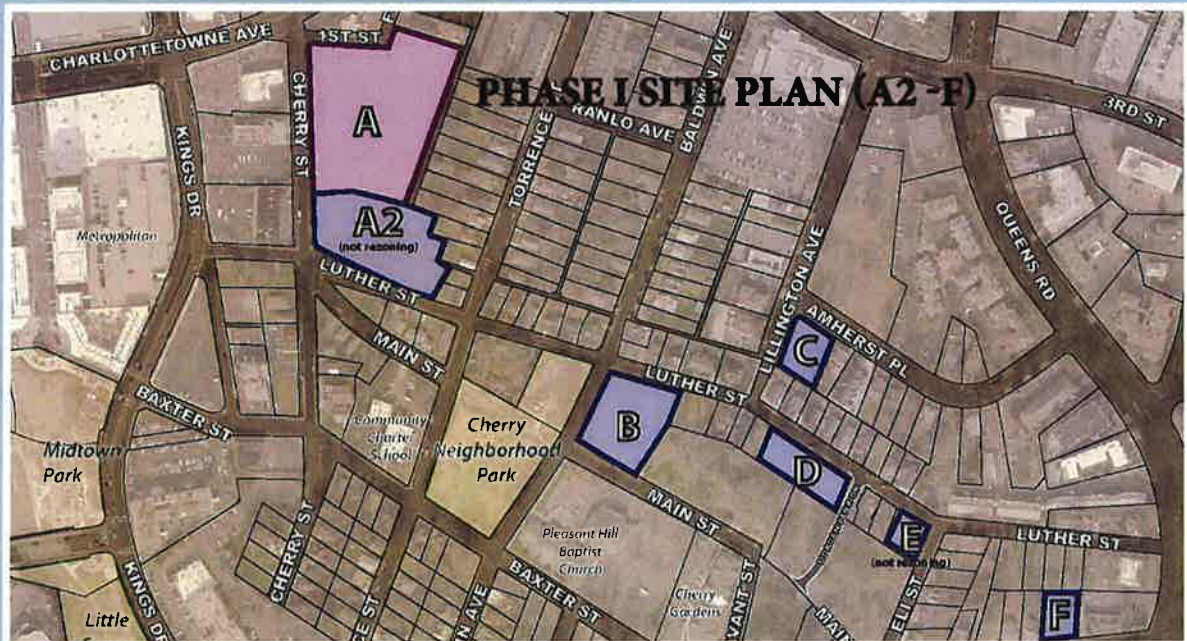 CHARLOTTETOWNE AVE
1ST ST
PHASE I SITE PLAN (A2 -F)
CHERRY ST
KINGS DR
A
TORRENCE
RANLO AVE
BALDWIN AVE
3RD ST
A2
(not rezoning)
Metropolitan
LUTHER ST
QUEENS RD
LILLINGTON AVE
AMHERST PL
MAIN ST
C
LUTHER ST
BAXTER ST
B
Community
Charter
School
Cherry
Neighborhood
Park
Midtown
Park
D
MAIN ST
E
(not rezoning)
LUTHER ST
Pleasant Hill
Baptist
Church
CHERRY ST
BAXTER ST
Cherry
Gardens
KINGS DR
F
Little